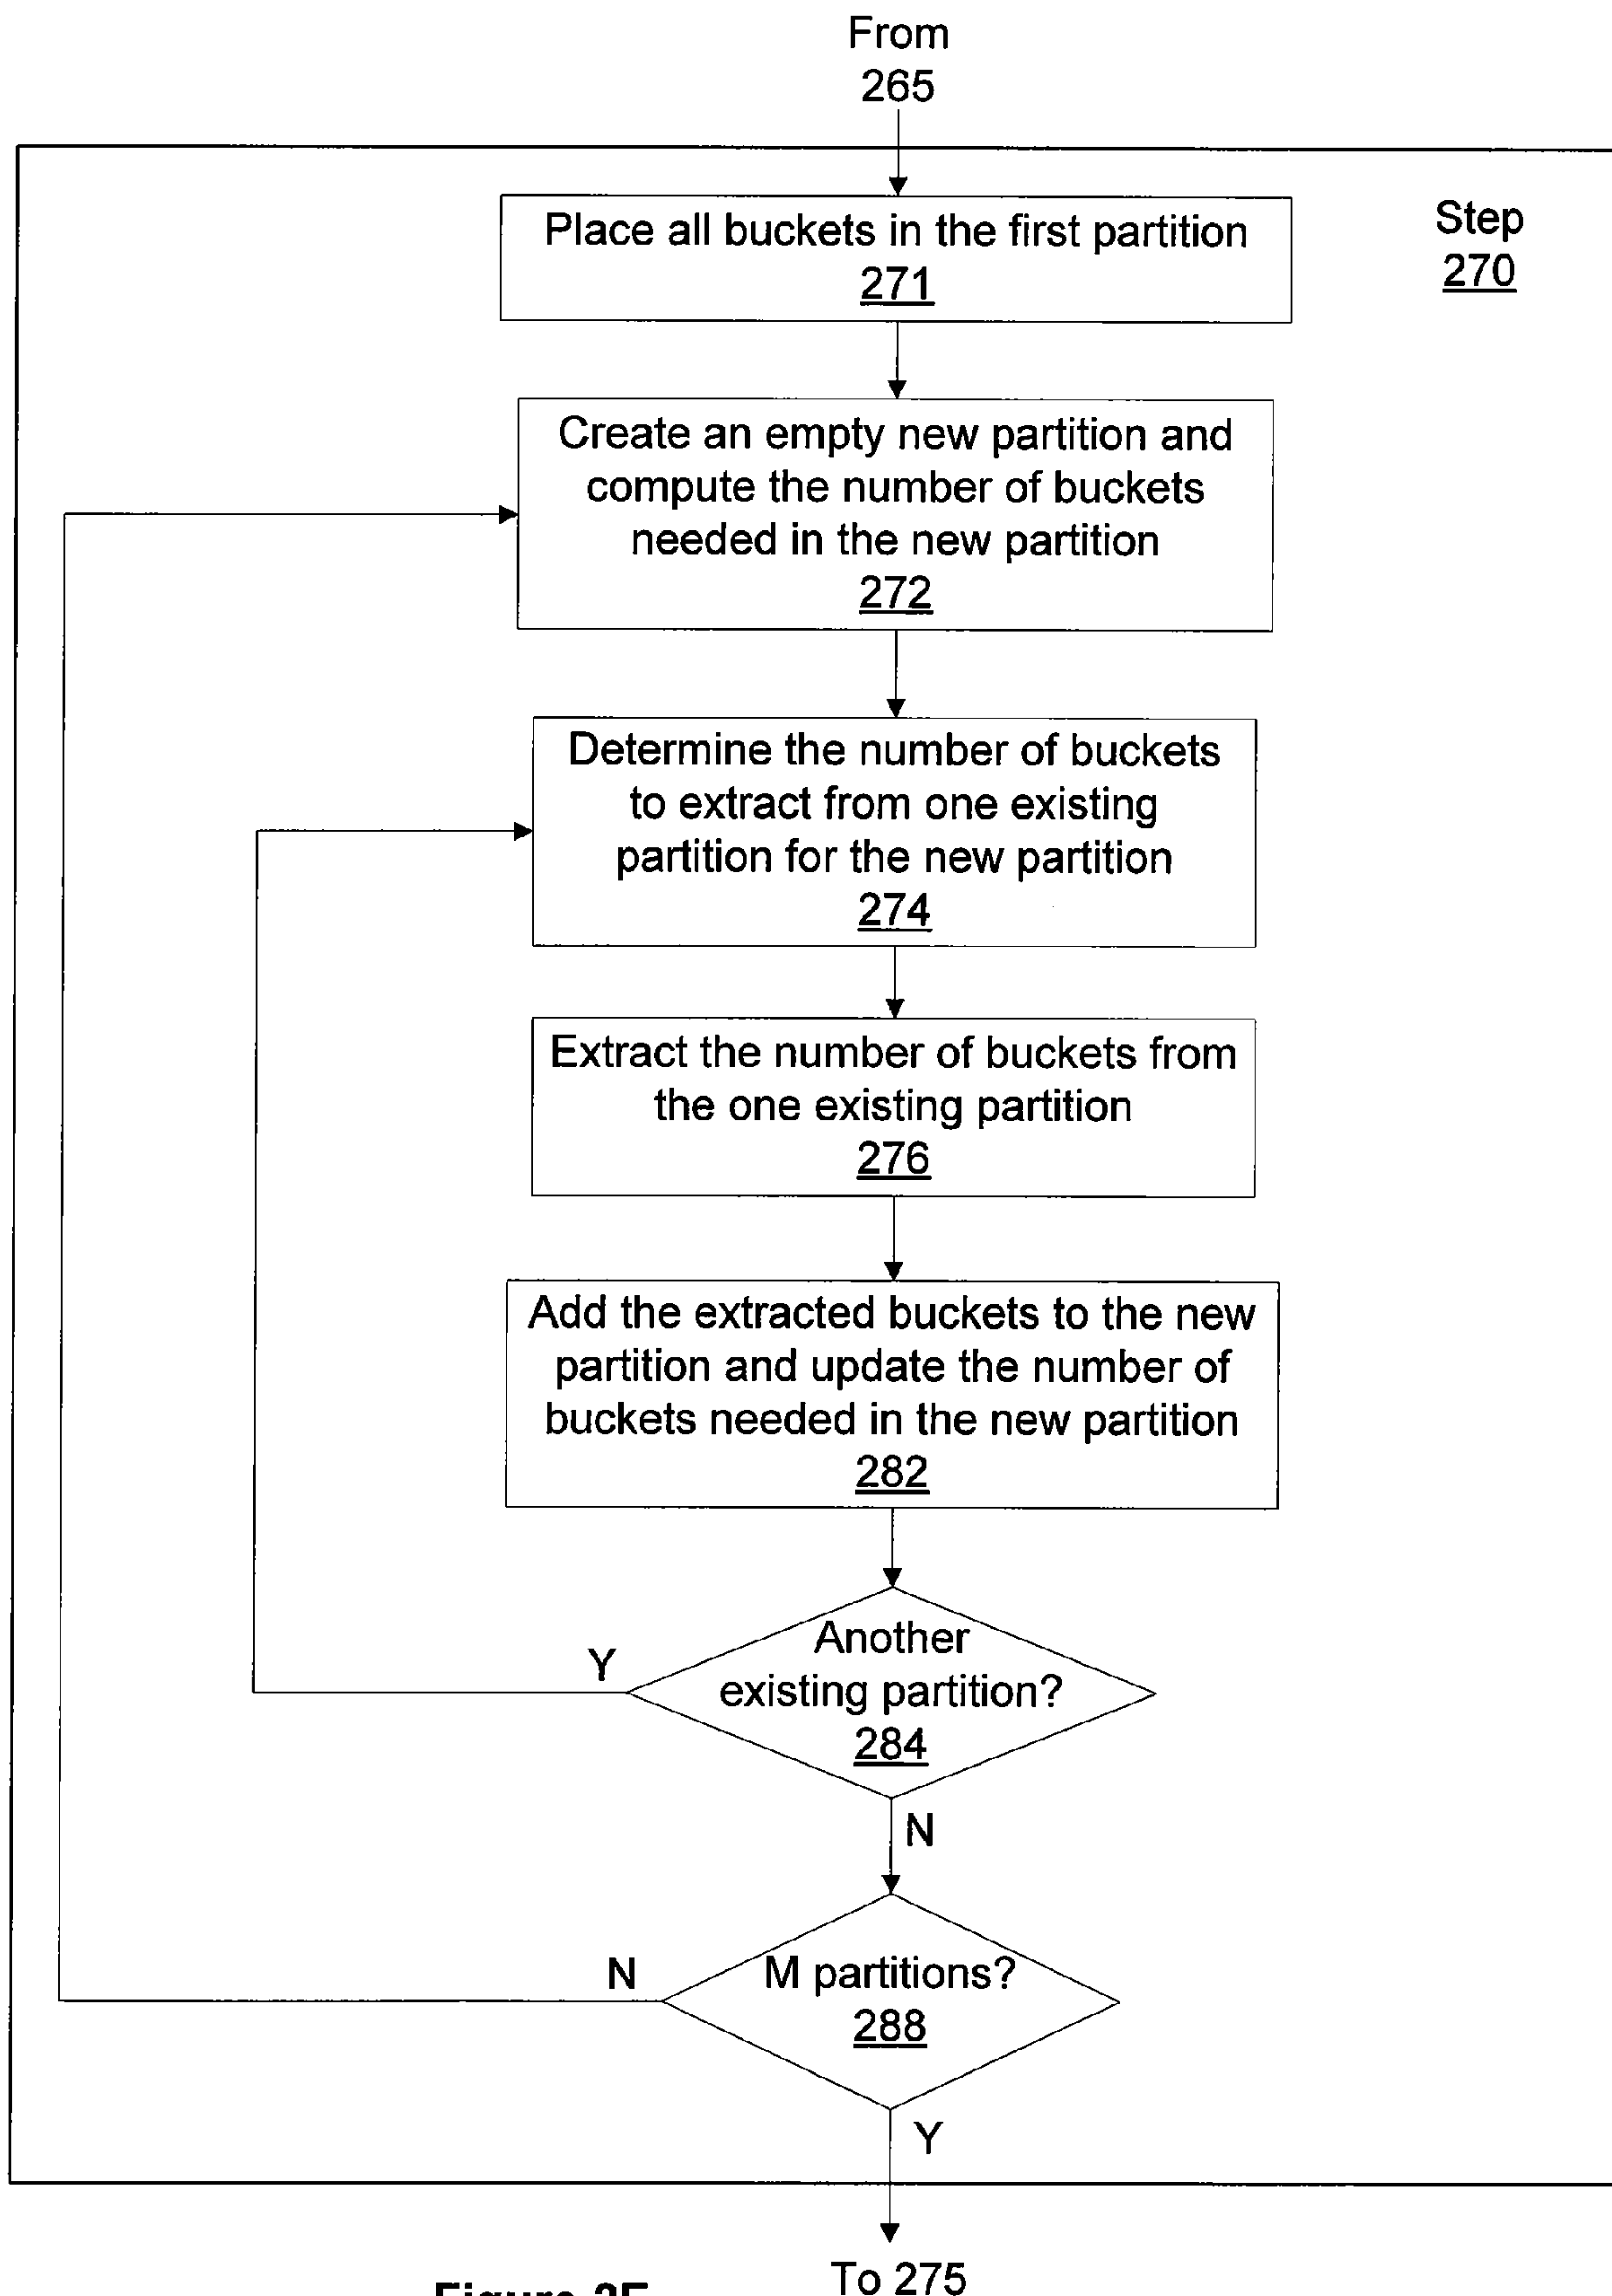 From
265
Place all buckets in the first partition
271
Step
270
Create an empty new partition and
compute the number of buckets
needed in the new partition
272
Determine the number of buckets
to extract from one existing
partition for the new partition
274
Extract the number of buckets from
the one existing partition
276
Add the extracted buckets to the new
partition and update the number of
buckets needed in the new partition
282
Another
existing partition?
284
Y
N
M partitions?
288
N
Y
To 275
Figure